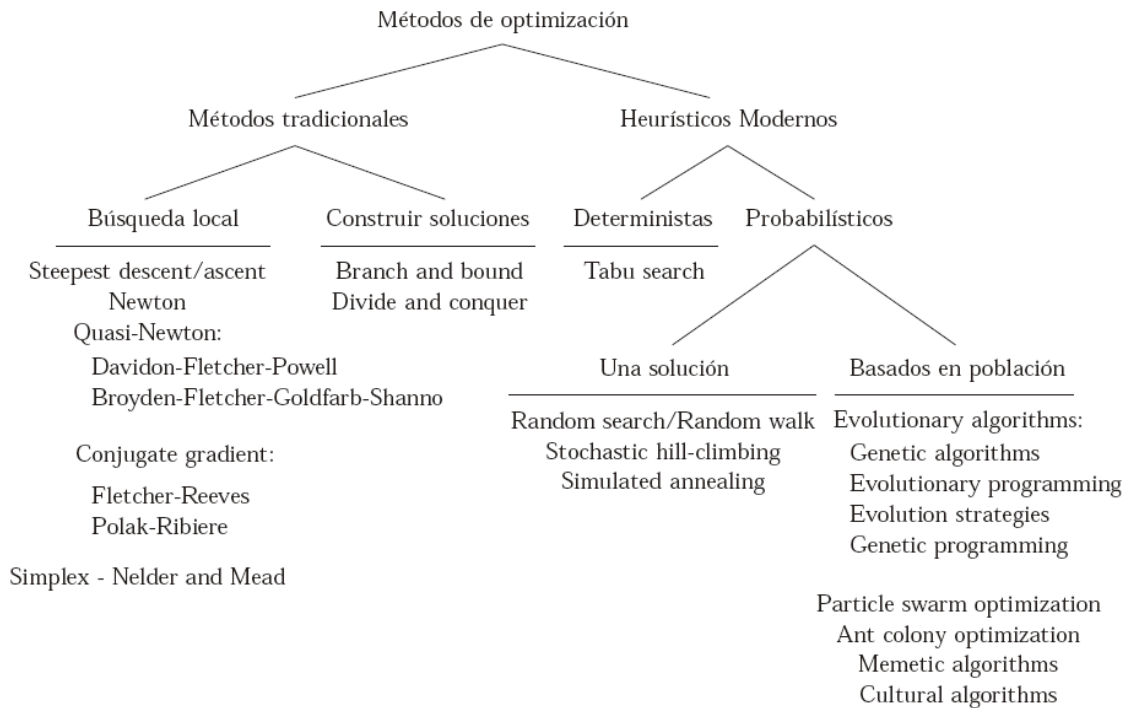 Métodos de optimización
Métodos tradicionales
Heurísticos Modernos
Búsqueda local
Construir soluciones
Deterministas
Probabilísticos
Steepest descent/ascent
Newton
Quasi-Newton:
Davidon-Fletcher-Powell
Broyden-Fletcher-Goldfarb-Shanno
Conjugate gradient:
Fletcher-Reeves
Polak-Ribiere
Simplex - Nelder and Mead
Branch and bound
Divide and conquer
Tabu search
Una solución
Basados en población
Random search/Random walk
Stochastic hill-climbing
Simulated annealing
Evolutionary algorithms:
Genetic algorithms
Evolutionary programming
Evolution strategies
Genetic programming
Particle swarm optimization
Ant colony optimization
Memetic algorithms
Cultural algorithms